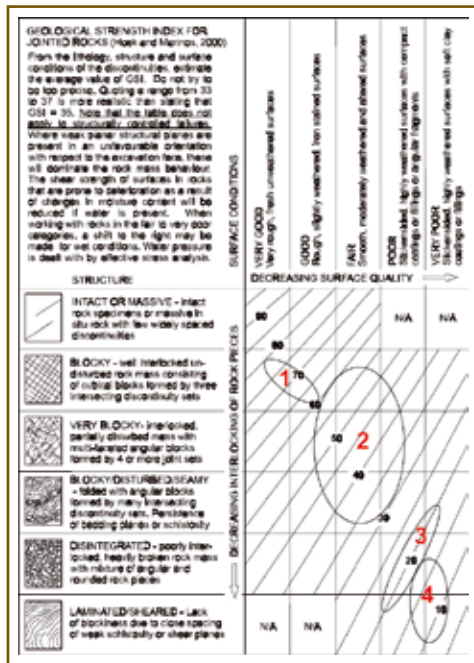 GEOLOGICAL STRENGTH INDEX FOR
JOINTED ROCKS (Hoek and Marinos, 2000)
From the lithology, structure and surface
conditions of the discontinuities, estimate
the average value of GSI. Do not try to
be too precise. Quoting a range from 33
to 37 is more realistic than stating that
GSI = 35. Note that the table does not
apply to structurally controlled failures.
Where weak planar structural planes are
present in an unfavourable orientation
with respect to the excavation face, these
will dominate the rock mass behaviour.
The shear strength of surfaces in rocks
that are prone to deterioration as a result
of changes in moisture content will be
reduced if water is present. When
working with rocks in the fair to very poor
categories, a shift to the right may be
made for wet conditions. Water pressure
is dealt with by effective stress analysis.
STRUCTURE
SURFACE CONDITIONS
VERY GOOD
Very rough, fresh unweathered surfaces
GOOD
Rough, slightly weathered, iron stained surfaces
FAIR
Smooth, moderately weathered and altered surfaces
POOR
Slickensided, highly weathered surfaces with compact
coatings or fillings or angular fragments
VERY POOR
Slickensided, highly weathered surfaces with soft clay
coatings or fillings
DECREASING SURFACE QUALITY
DECREASING INTERLOCKING OF ROCK PIECES
INTACT OR MASSIVE - intact
rock specimens or massive in
situ rock with few widely spaced
discontinuities
90
N/A
N/A
80
BLOCKY - well interlocked un-
disturbed rock mass consisting
of cubical blocks formed by three
intersecting discontinuity sets
1
70
60
VERY BLOCKY- interlocked,
partially disturbed mass with
multi-faceted angular blocks
formed by 4 or more joint sets
50
2
BLOCKY/DISTURBED/SEAMY
- folded with angular blocks
formed by many intersecting
discontinuity sets. Persistence
of bedding planes or schistosity
40
30
DISINTEGRATED - poorly inter-
locked, heavily broken rock mass
with mixture of angular and
rounded rock pieces
3
20
LAMINATED/SHEARED - Lack
of blockiness due to close spacing
of weak schistosity or shear planes
N/A
N/A
4
10